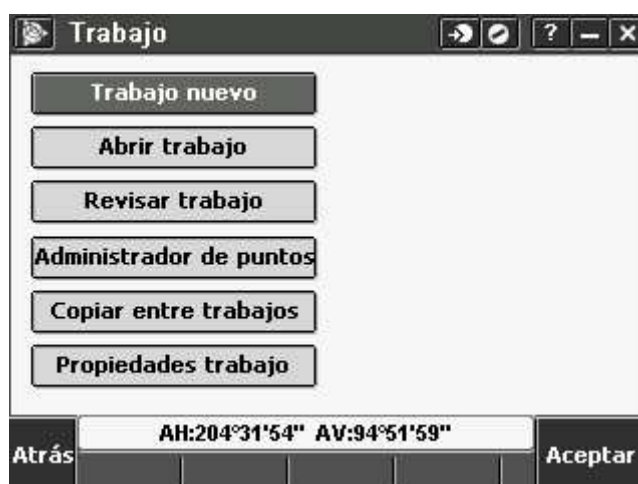 Trabajo
?
Trabajo nuevo
Abrir trabajo
Revisar trabajo
Administrador de puntos
Copiar entre trabajos
Propiedades trabajo
AH:204°31'54" AV:94°51'59"
Atrás
Aceptar